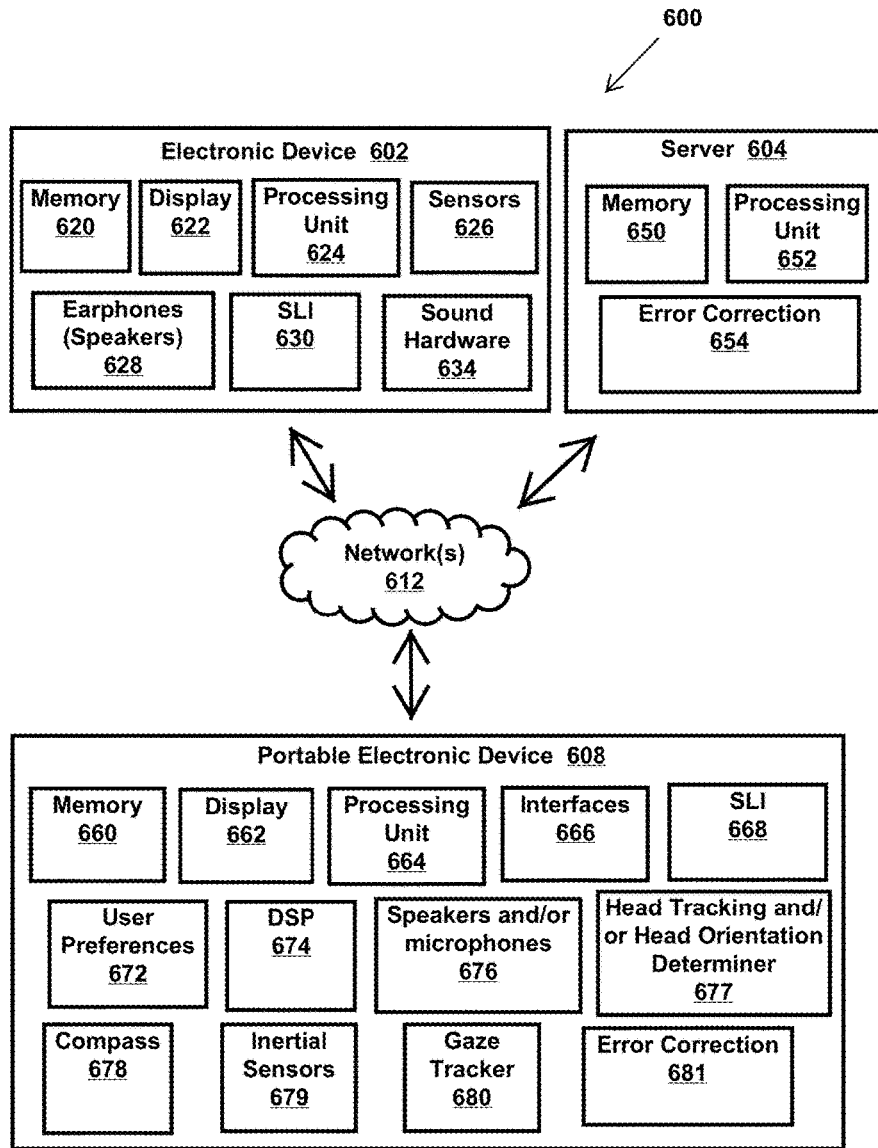 600
Electronic Device 602
Memory
620
Display
622
Processing
Unit
624
Sensors
626
Earphones
(Speakers)
628
SLI
630
Sound
Hardware
634
Server 604
Memory
650
Processing
Unit
652
Error Correction
654
Network(s)
612
Portable Electronic Device 608
Memory
660
Display
662
Processing
Unit
664
Interfaces
666
SLI
668
User
Preferences
672
DSP
674
Speakers and/or
microphones
676
Head Tracking and/
or Head Orientation
Determiner
677
Compass
678
Inertial
Sensors
679
Gaze
Tracker
680
Error Correction
681